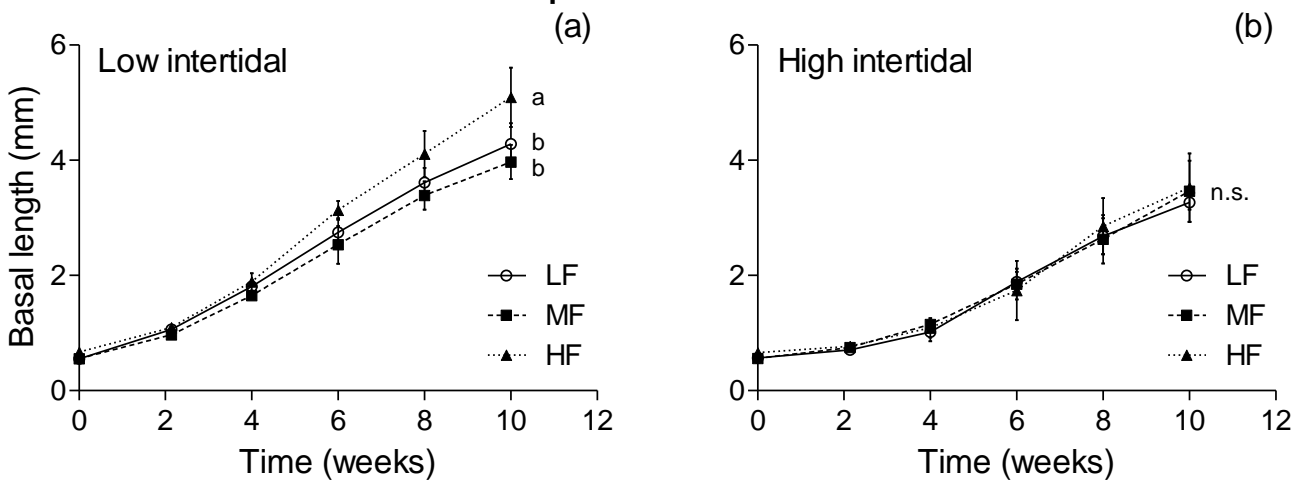 (a)
Low intertidal
6
4
2
0
Basal length (mm)
a
b
b
LF
MF
HF
0 2 4 6 8 10 12
Time (weeks)
(b)
High intertidal
6
4
2
0
n.s.
LF
MF
HF
0 2 4 6 8 10 12
Time (weeks)